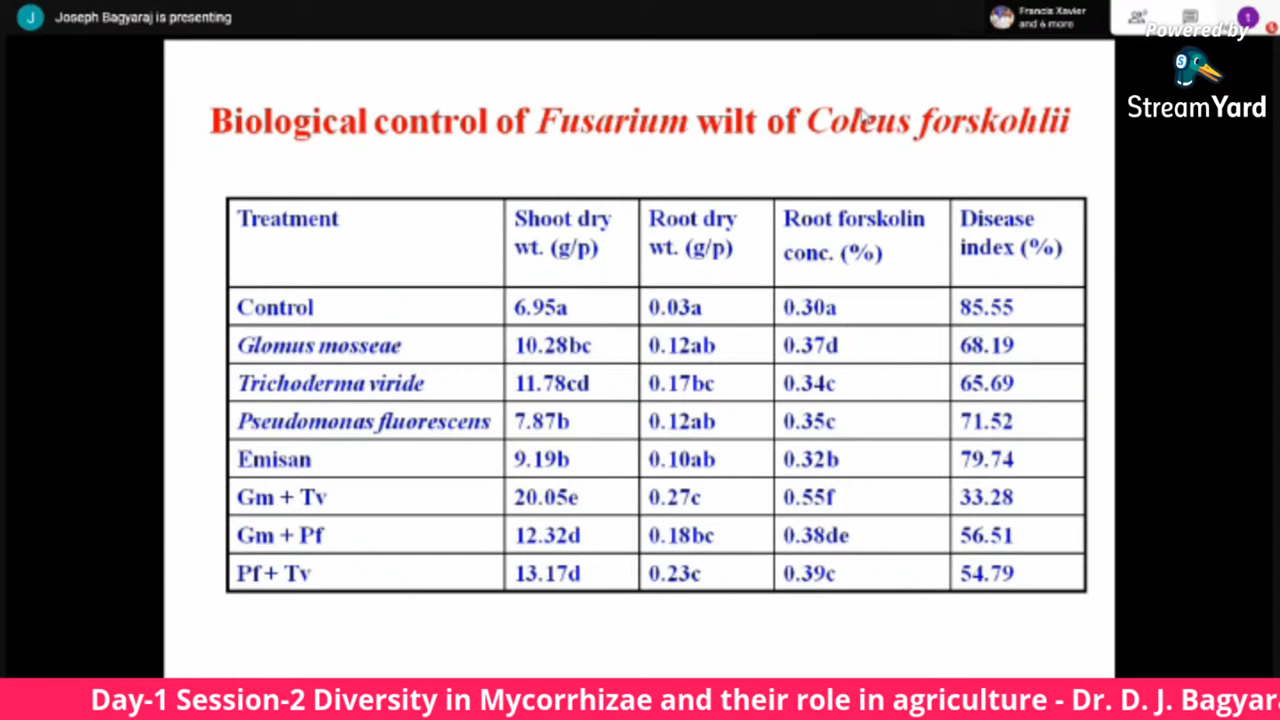 Joseph Bagyaraj is presenting
Francis Xavier
and 6 more
1
Powered by
StreamYard
Biological control of Fusarium wilt of Coleus forskohlii
Treatment Shoot dry wt. (g/p) Root dry wt. (g/p) Root forskolin conc. (%) Disease index (%)
Control 6.95a 0.03a 0.30a 85.55
Glomus mosseae 10.28bc 0.12ab 0.37d 68.19
Trichoderma viride 11.78cd 0.17bc 0.34c 65.69
Pseudomonas fluorescens 7.87b 0.12ab 0.35c 71.52
Emisan 9.19b 0.10ab 0.32b 79.74
Gm + Tv 20.05e 0.27c 0.55f 33.28
Gm + Pf 12.32d 0.18bc 0.38de 56.51
Pf + Tv 13.17d 0.23c 0.39c 54.79
Day-1 Session-2 Diversity in Mycorrhizae and their role in agriculture - Dr. D. J. Bagyar